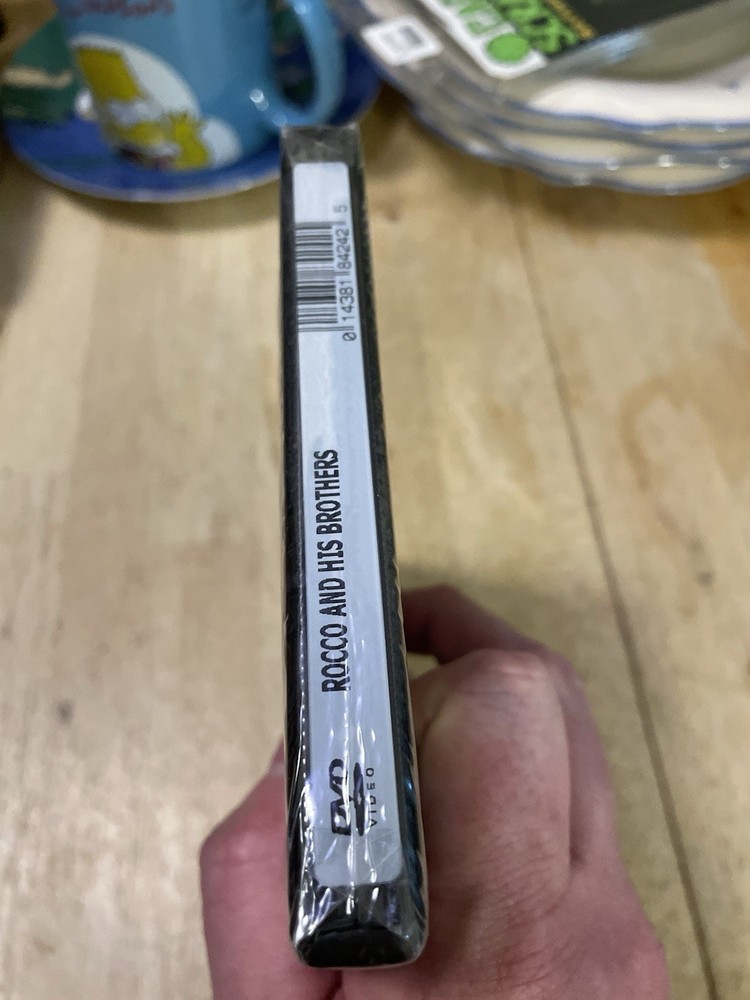 0 14381 84242 5
ROCCO AND HIS BROTHERS
DVD
VIDEO